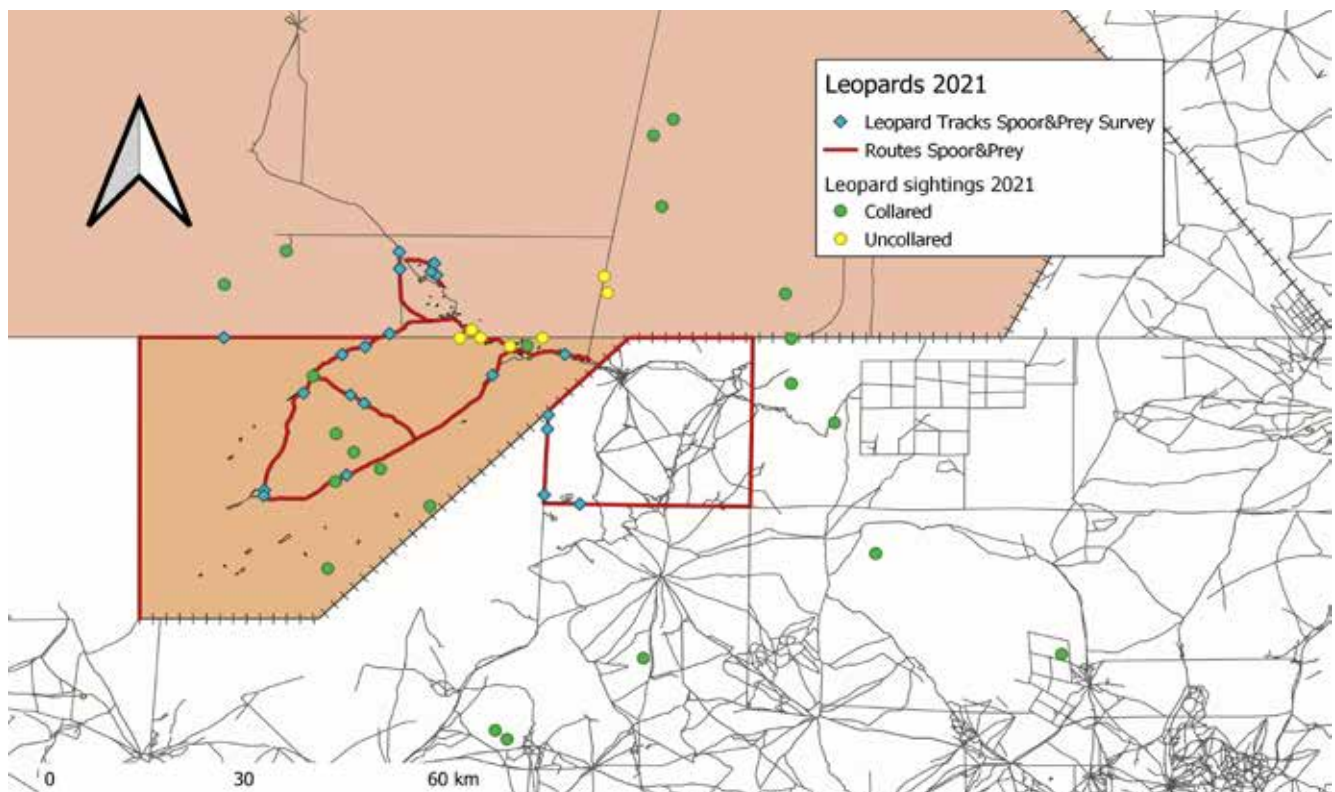 Leopards 2021
Leopard Tracks Spoor&Prey Survey
Routes Spoor&Prey
Leopard sightings 2021
Collared
Uncollared
0 30 60 km